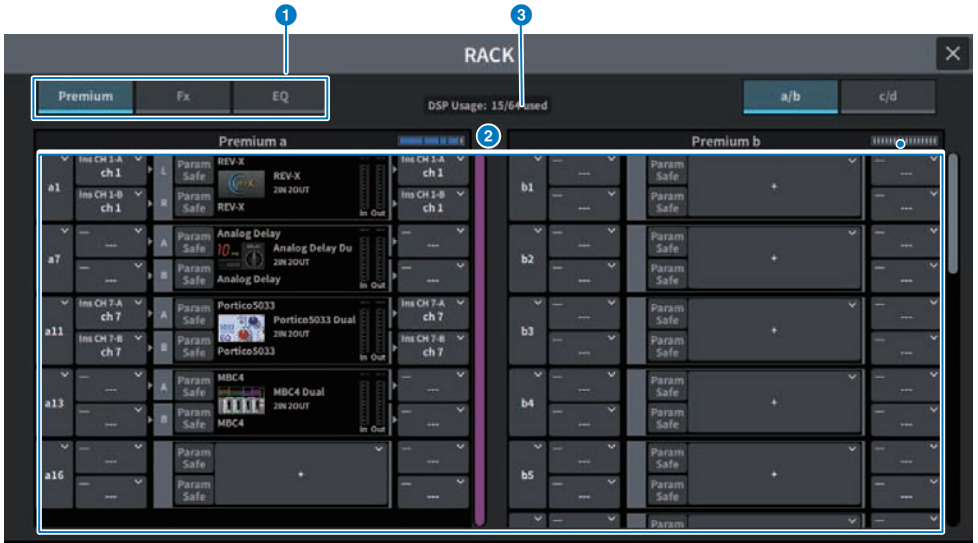 1
3
RACK
Premium Fx EQ
DSP Usage: 15/64 used
a/b c/d
Premium a
2
Premium b
a1
Ins CH 1-A
ch 1
Ins CH 1-B
ch 1
L
R
Param Safe
Param Safe
REV-X
REV-X
2IN 2OUT
REV-X
In Out
Ins CH 1-A
ch 1
Ins CH 1-B
ch 1
a7
---
---
A
B
Param Safe
Param Safe
Analog Delay
Analog Delay Du
2IN 2OUT
Analog Delay
In Out
---
---
a11
Ins CH 7-A
ch 7
Ins CH 7-B
ch 7
A
B
Param Safe
Param Safe
Portico5033
Portico5033 Dual
2IN 2OUT
Portico5033
In Out
Ins CH 7-A
ch 7
Ins CH 7-B
ch 7
a13
---
---
A
B
Param Safe
Param Safe
MBC4
MBC4 Dual
2IN 2OUT
MBC4
In Out
---
---
a16
---
---
Param Safe
Param Safe
+
---
---
b1
---
---
Param Safe
Param Safe
+
---
---
b2
---
---
Param Safe
Param Safe
+
---
---
b3
---
---
Param Safe
Param Safe
+
---
---
b4
---
---
Param Safe
Param Safe
+
---
---
b5
---
---
Param Safe
Param Safe
+
---
---
Param